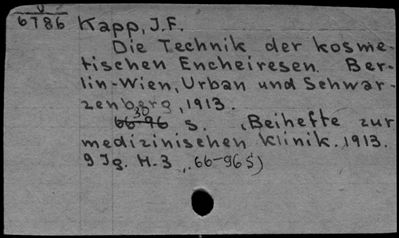 6786 Kapp, J.F.
Die Technik der kosme-
tischen Encheiresen. Ber-
lin-Wien, Urban und Schwar-
zenberg, 1913.
30
66-96 S. (Beihefte zur
medizinischen Klinik. 1913.
9 Jg. H-3, 66-96 S)